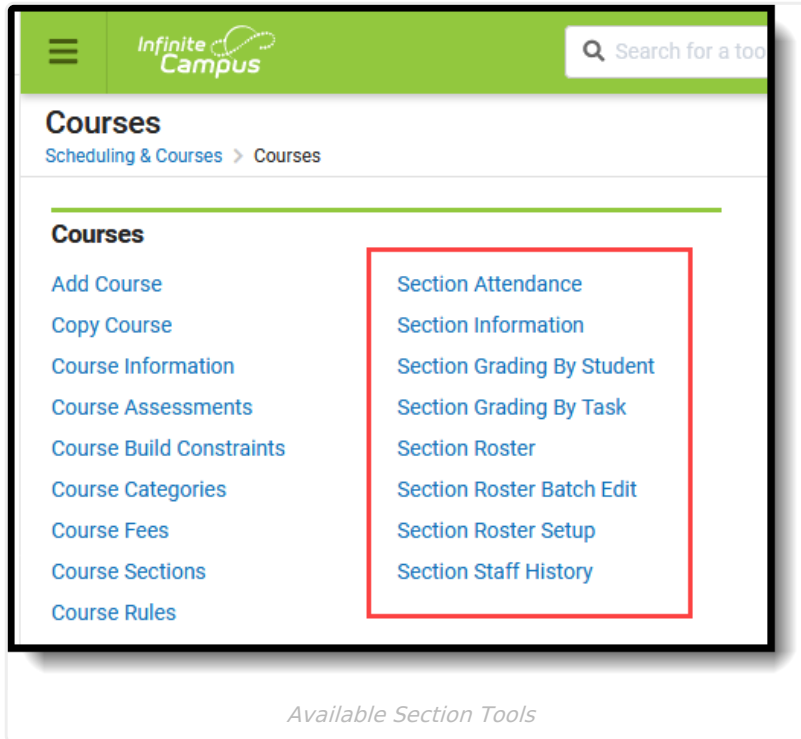 Infinite
Campus
Search for a too
Courses
Scheduling & Courses > Courses
Courses
Add Course
Copy Course
Course Information
Course Assessments
Course Build Constraints
Course Categories
Course Fees
Course Sections
Course Rules
Section Attendance
Section Information
Section Grading By Student
Section Grading By Task
Section Roster
Section Roster Batch Edit
Section Roster Setup
Section Staff History
Available Section Tools